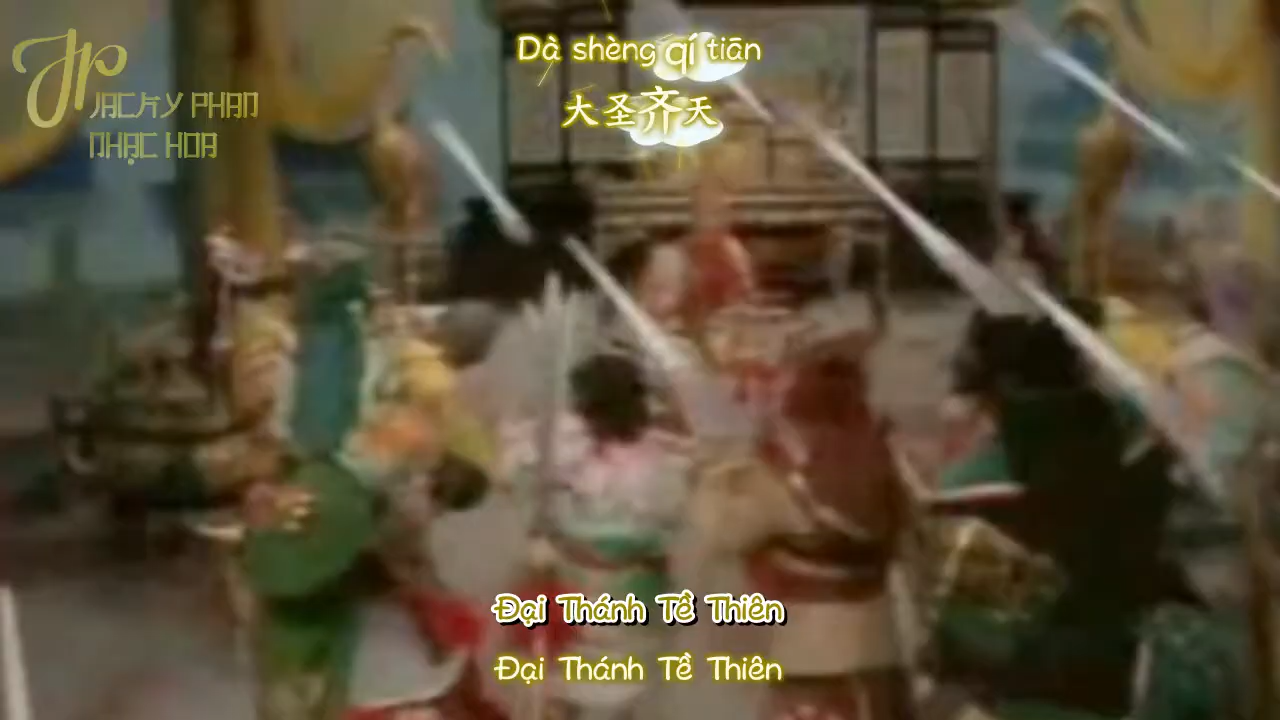 Dà shèng qí tiān
大圣齐天
JP
JACKY PHAN
NHẠC HOA
Đại Thánh Tề Thiên
Đại Thánh Tề Thiên